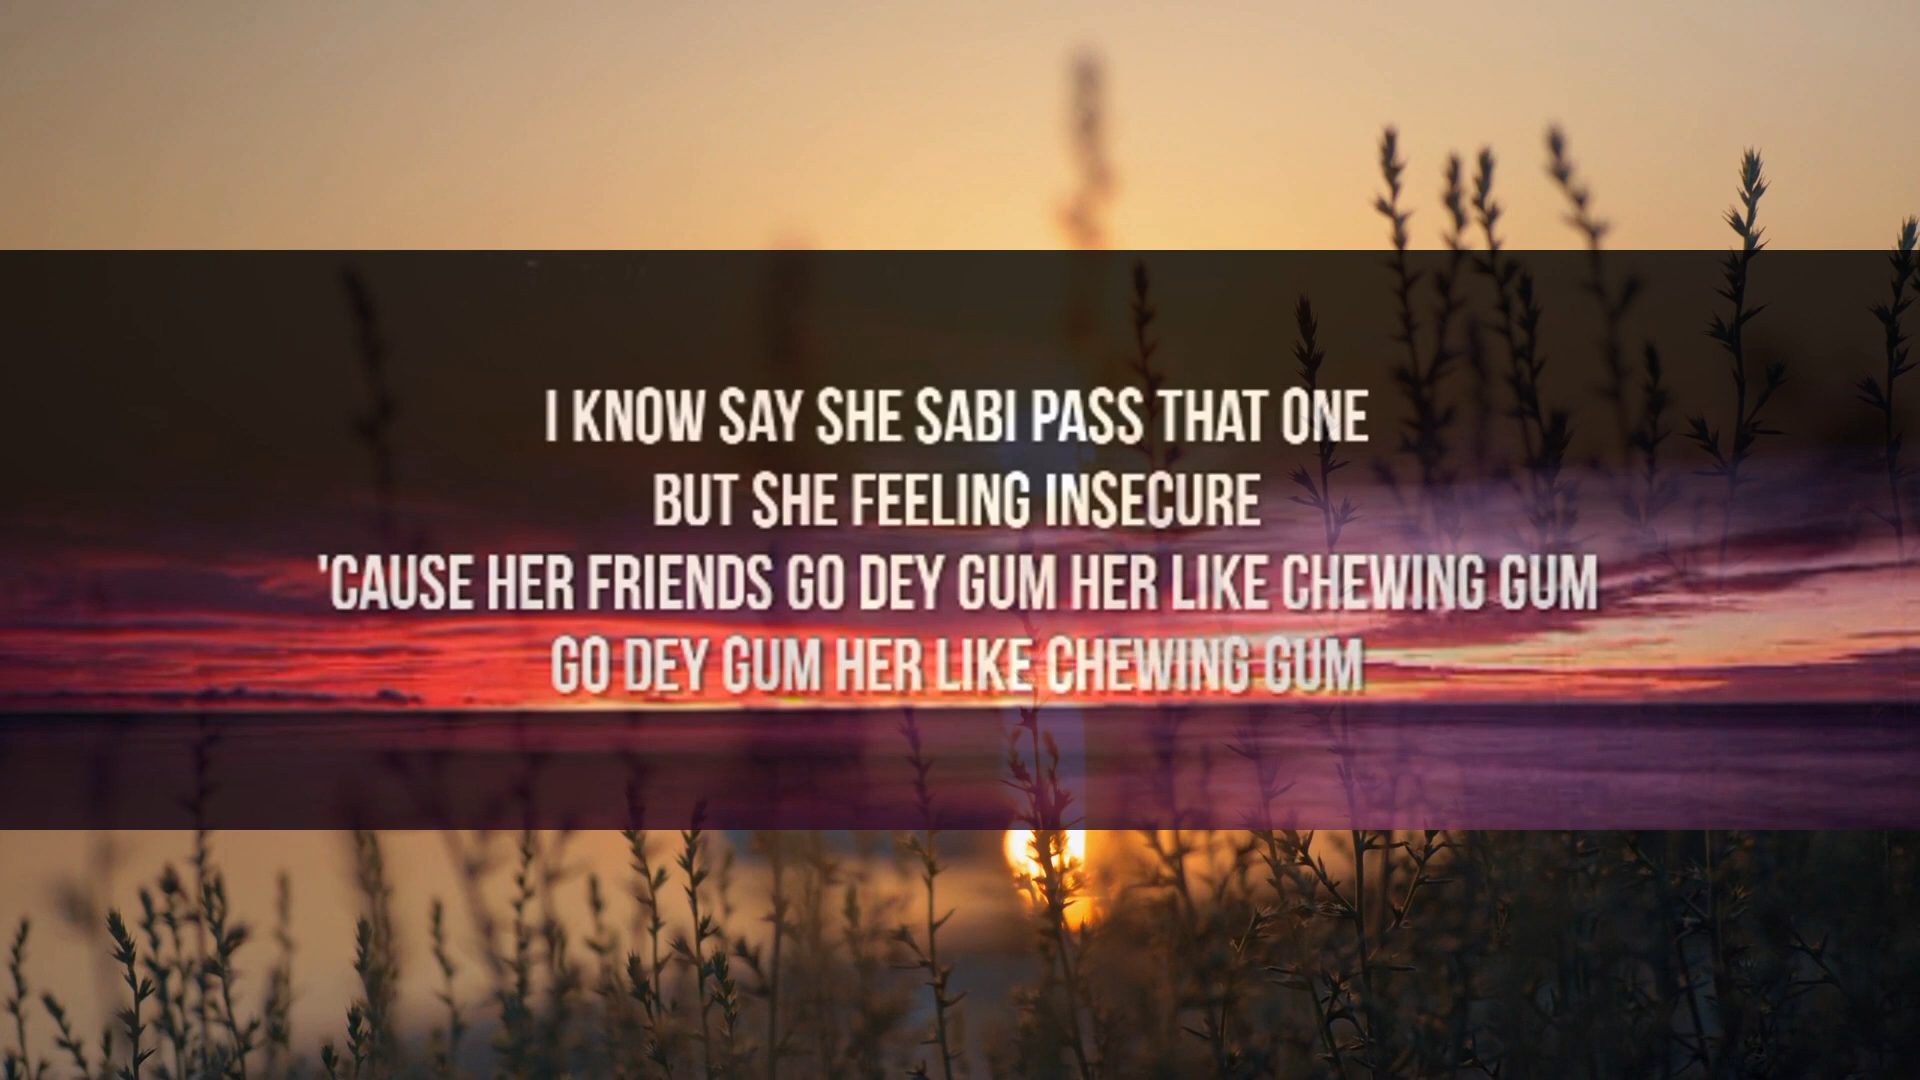 I KNOW SAY SHE SABI PASS THAT ONE
BUT SHE FEELING INSECURE
'CAUSE HER FRIENDS GO DEY GUM HER LIKE CHEWING GUM
GO DEY GUM HER LIKE CHEWING GUM